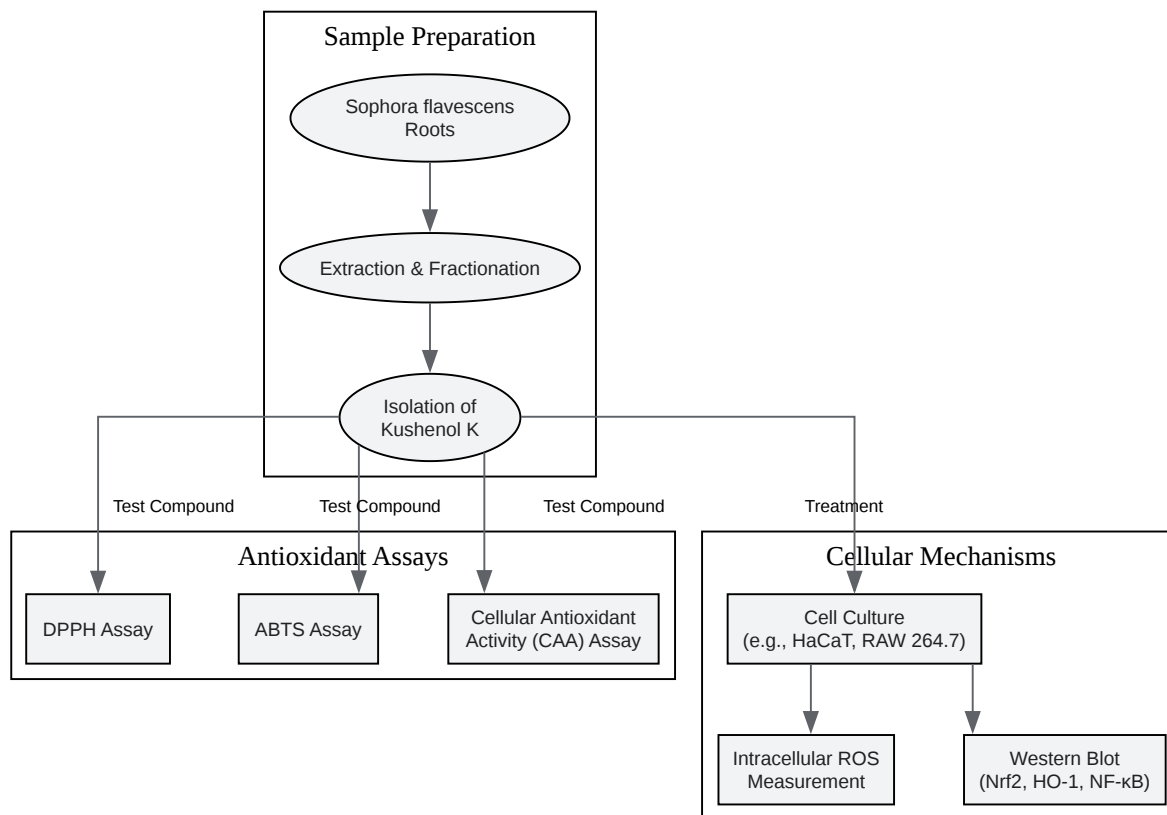 Sample Preparation
Sophora flavescens
Roots
Extraction & Fractionation
Isolation of
Kushenol K
Test Compound
Test Compound
Test Compound
Treatment
Antioxidant Assays
DPPH Assay
ABTS Assay
Cellular Antioxidant
Activity (CAA) Assay
Cellular Mechanisms
Cell Culture
(e.g., HaCaT, RAW 264.7)
Intracellular ROS
Measurement
Western Blot
(Nrf2, HO-1, NF-κB)